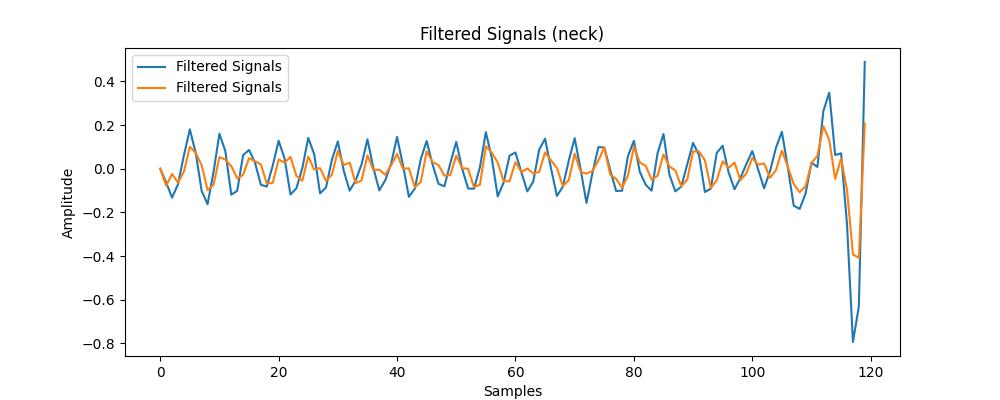 Filtered Signals (neck)
Filtered Signals
Filtered Signals
Amplitude
0.4
0.2
0.0
−0.2
−0.4
−0.6
−0.8
0 20 40 60 80 100 120
Samples